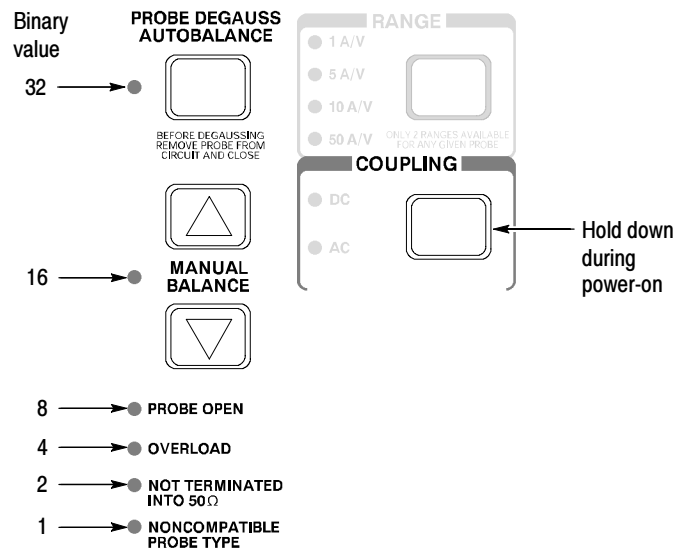 Binary
value
PROBE DEGAUSS
AUTOBALANCE
32
BEFORE DEGAUSSING
REMOVE PROBE FROM
CIRCUIT AND CLOSE
RANGE
1 A/V
5 A/V
10 A/V
50 A/V
ONLY 2 RANGES AVAILABLE
FOR ANY GIVEN PROBE
COUPLING
DC
AC
Hold down
during
power-on
16
MANUAL
BALANCE
8 PROBE OPEN
4 OVERLOAD
2 NOT TERMINATED
INTO 50Ω
1 NONCOMPATIBLE
PROBE TYPE